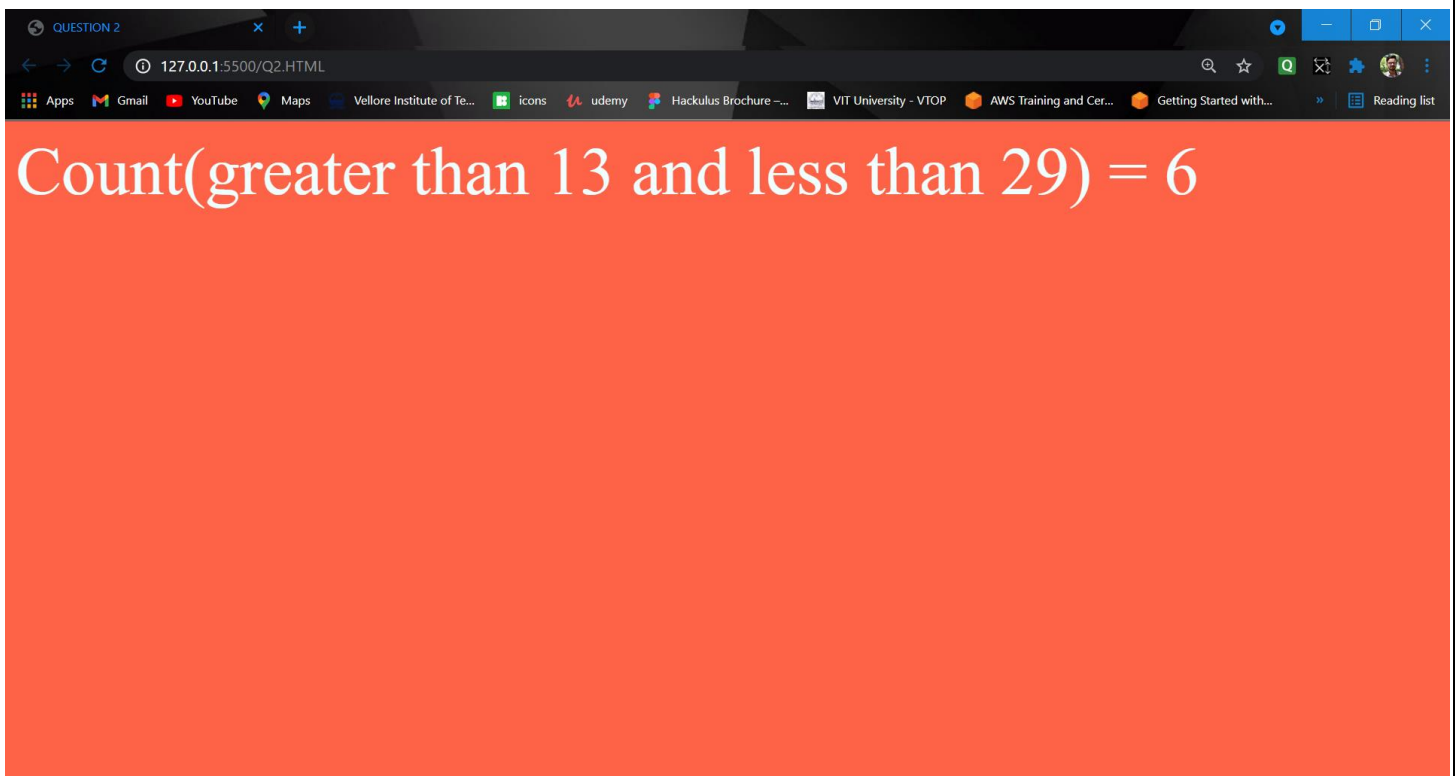 QUESTION 2
127.0.0.1:5500/Q2.HTML
Apps Gmail YouTube Maps Vellore Institute of Te... icons udemy Hackulus Brochure –... VIT University - VTOP AWS Training and Cer... Getting Started with... » Reading list
Count(greater than 13 and less than 29) = 6